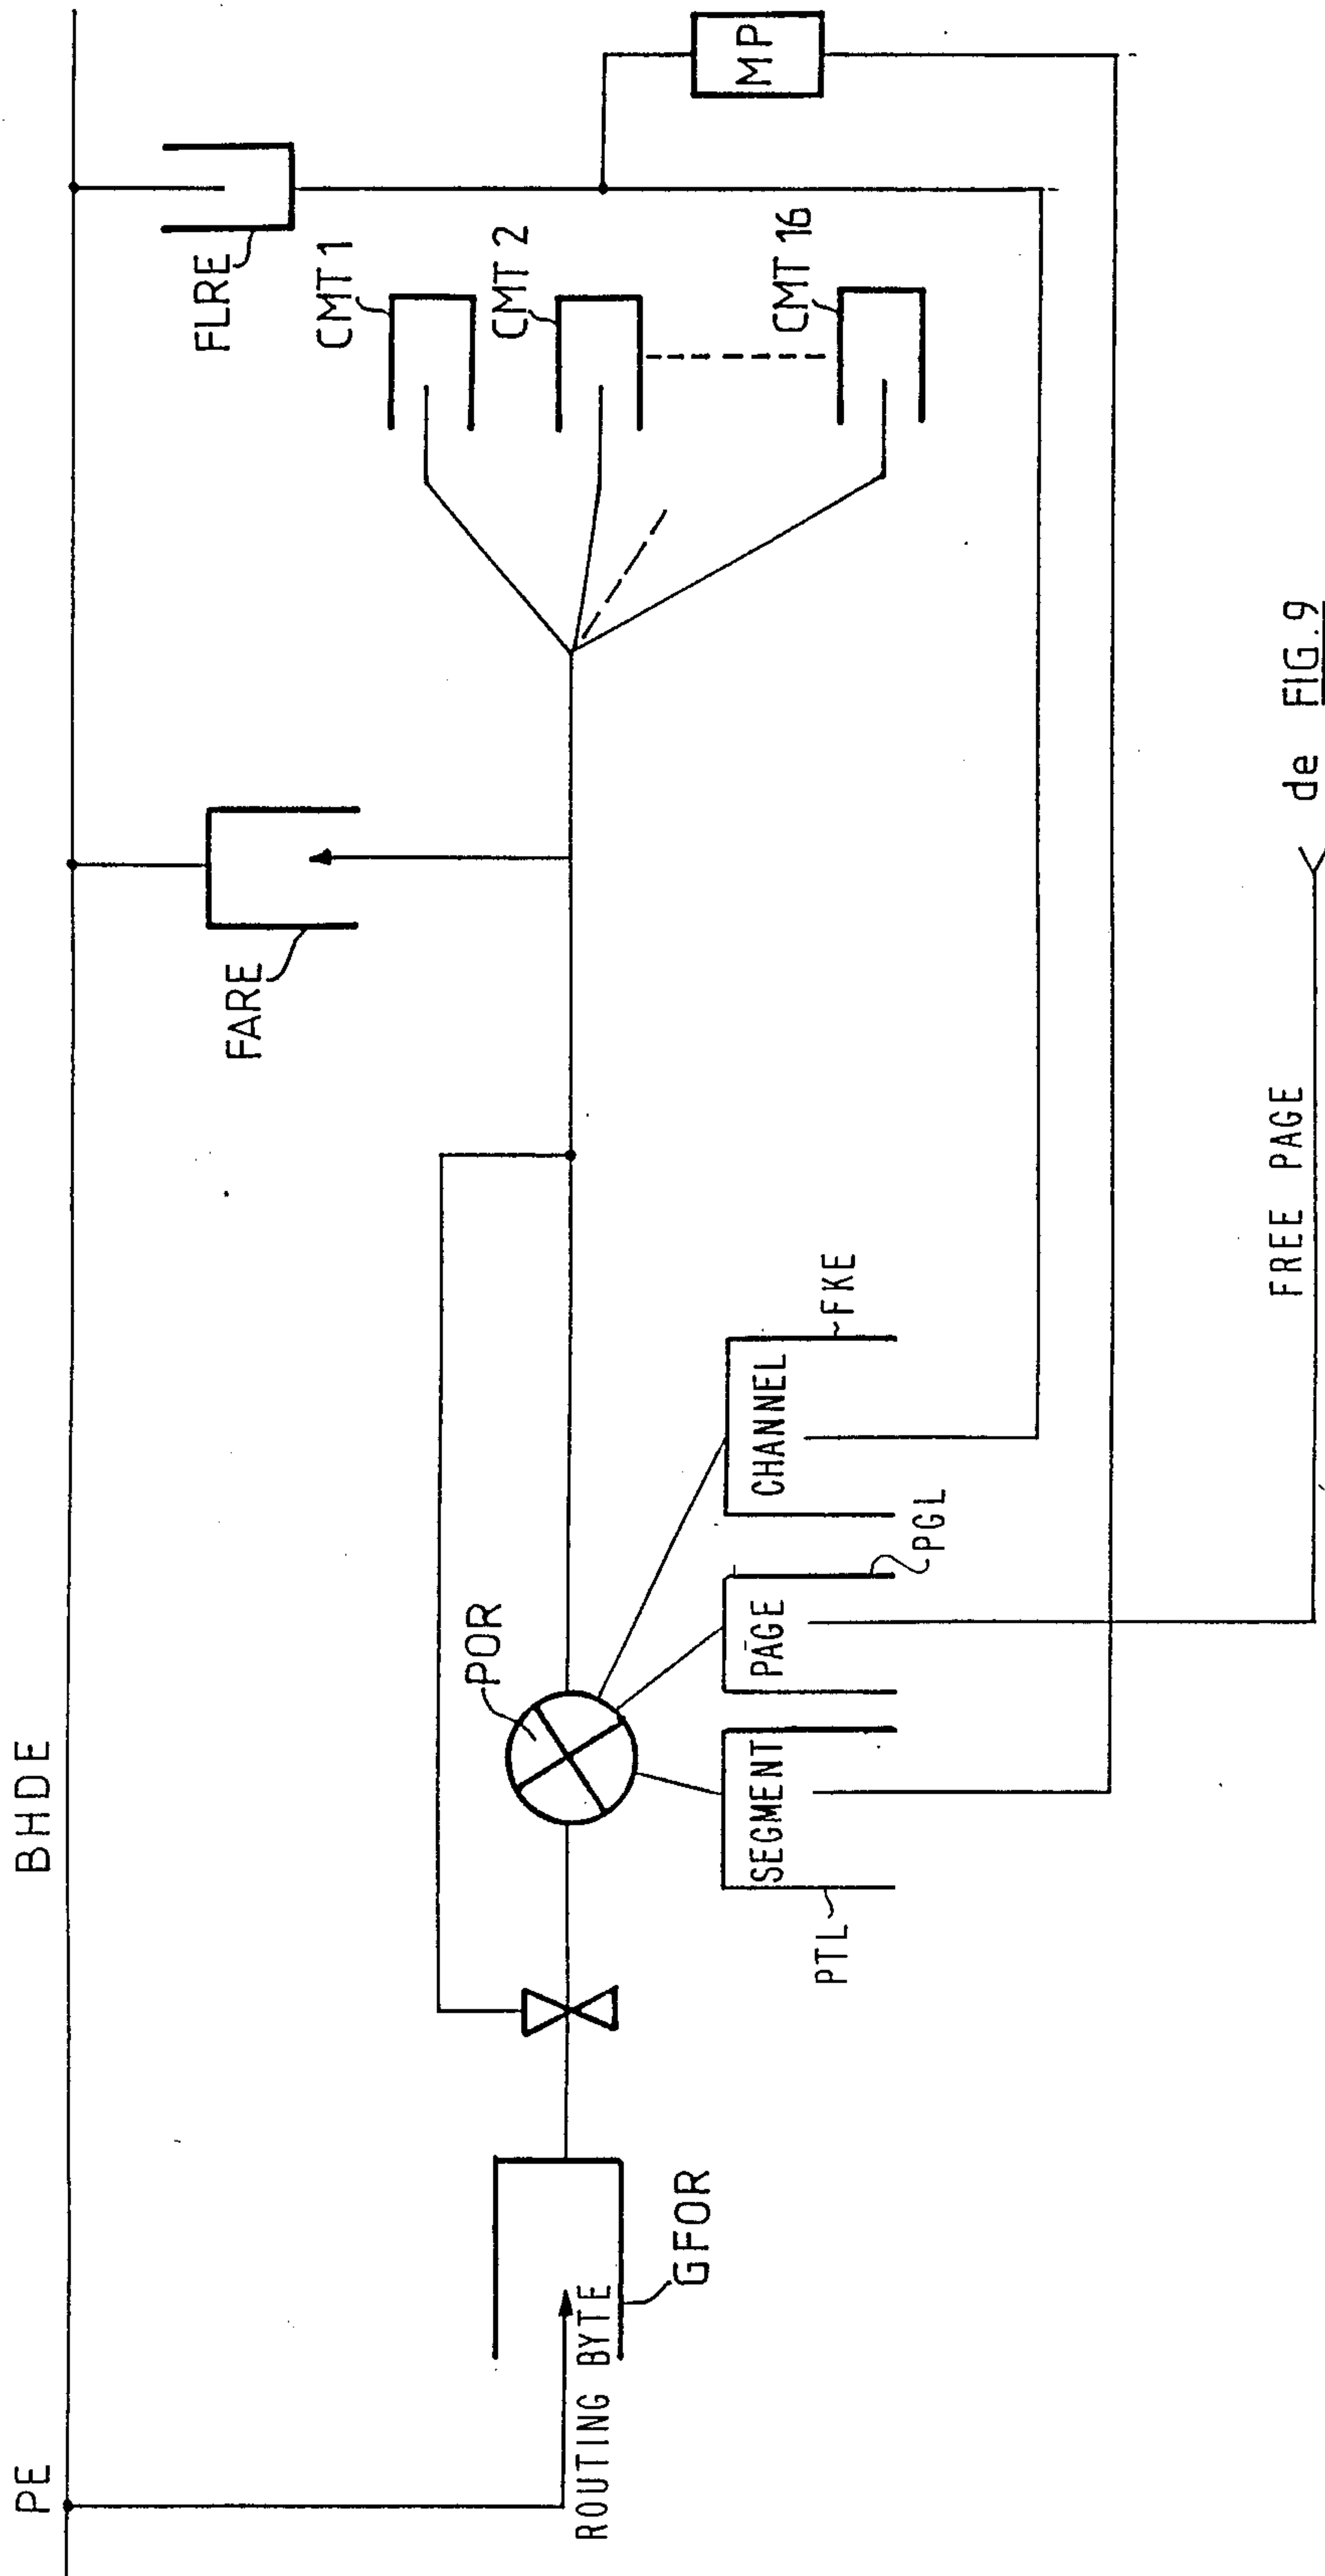 PE
BHDE
FLRE
CMT 1
CMT 2
CMT 16
MP
FARE
POR
GFOR
ROUTING BYTE
SEGMENT
PTL
PAGE
PGL
CHANNEL
FKE
FREE PAGE
de FIG. 9